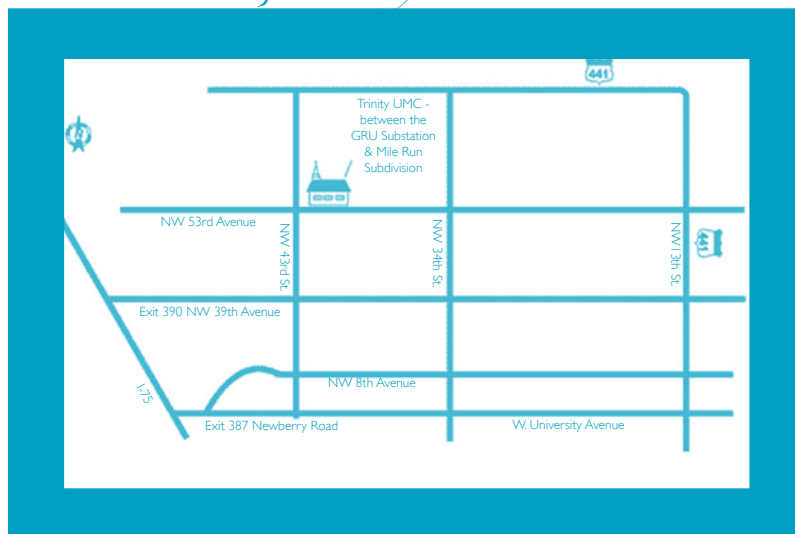 441
Trinity UMC -
between the
GRU Substation
& Mile Run
Subdivision
N
NW 53rd Avenue
NW 43rd St.
NW 34th St.
NW 13th St.
441
Exit 390 NW 39th Avenue
I-75
NW 8th Avenue
Exit 387 Newberry Road
W. University Avenue